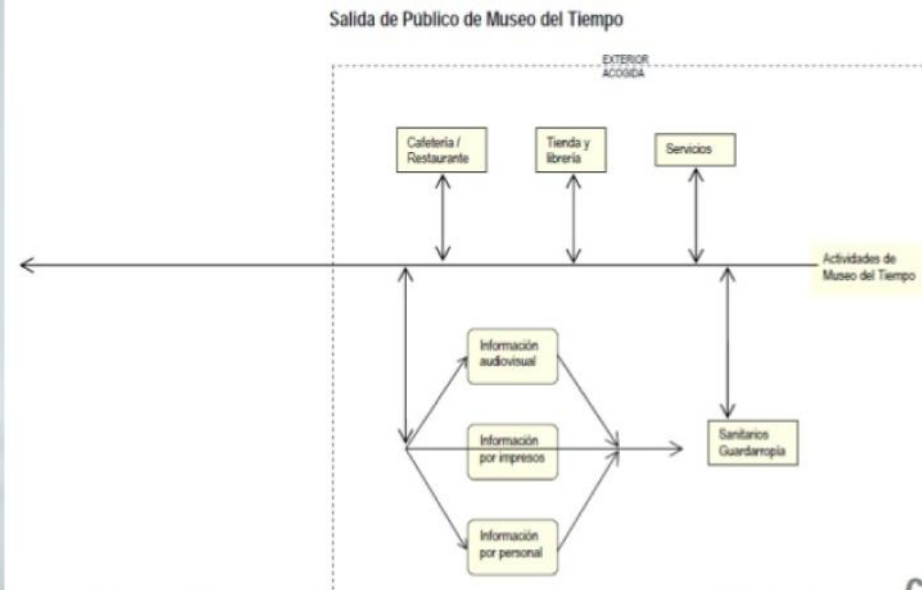 Salida de Público de Museo del Tiempo
EXTERIOR
ACOGIDA
Cafetería /
Restaurante
Tienda y
librería
Servicios
Actividades de
Museo del Tiempo
Información
audiovisual
Información
por impresos
Sanitarios
Guardarropía
Información
por personal